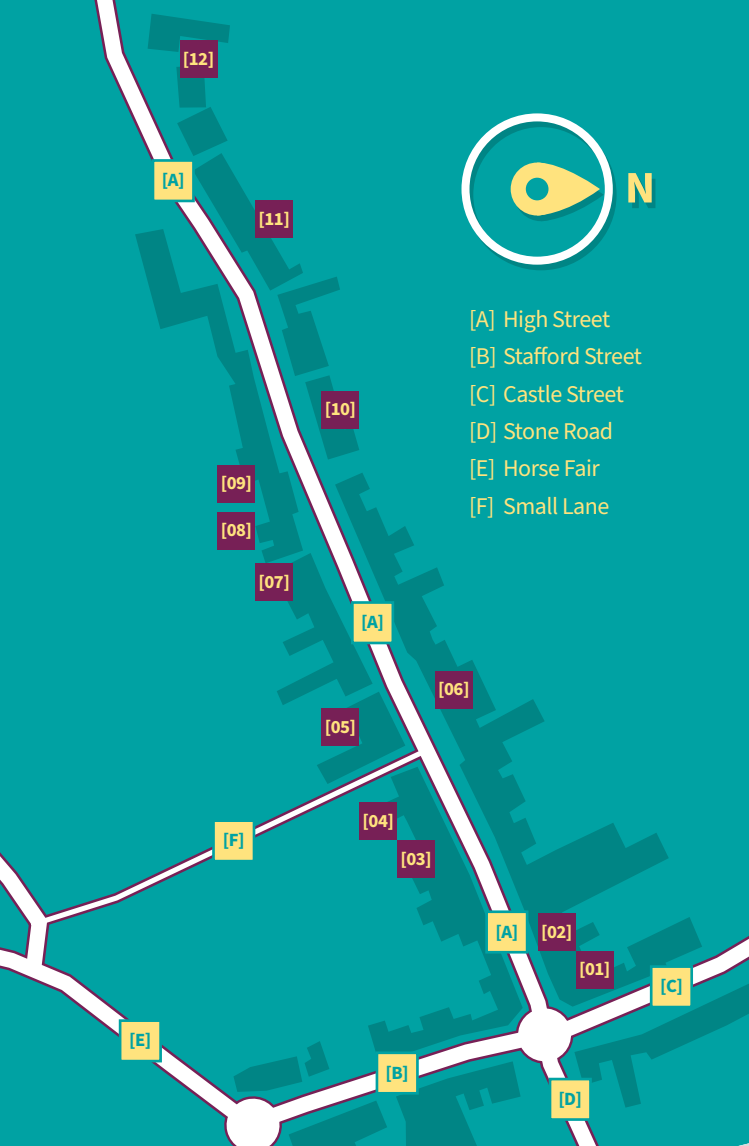 [12]
[A]
N
[11]
[A] High Street
[B] Stafford Street
[C] Castle Street
[D] Stone Road
[E] Horse Fair
[F] Small Lane
[10]
[09]
[08]
[07]
[A]
[06]
[05]
[04]
[F]
[03]
[A]
[02]
[01]
[C]
[E]
[B]
[D]